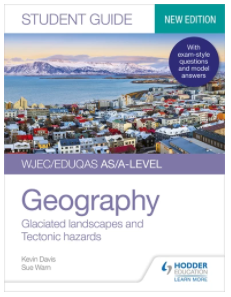 STUDENT GUIDE
NEW EDITION
With
exam-style
questions and model
answers
WJEC/EDUQAS AS/A-LEVEL
Geography
Glaciated landscapes and
Tectonic hazards
Kevin Davis
Sue Warn
HODDER
EDUCATION
LEARN MORE